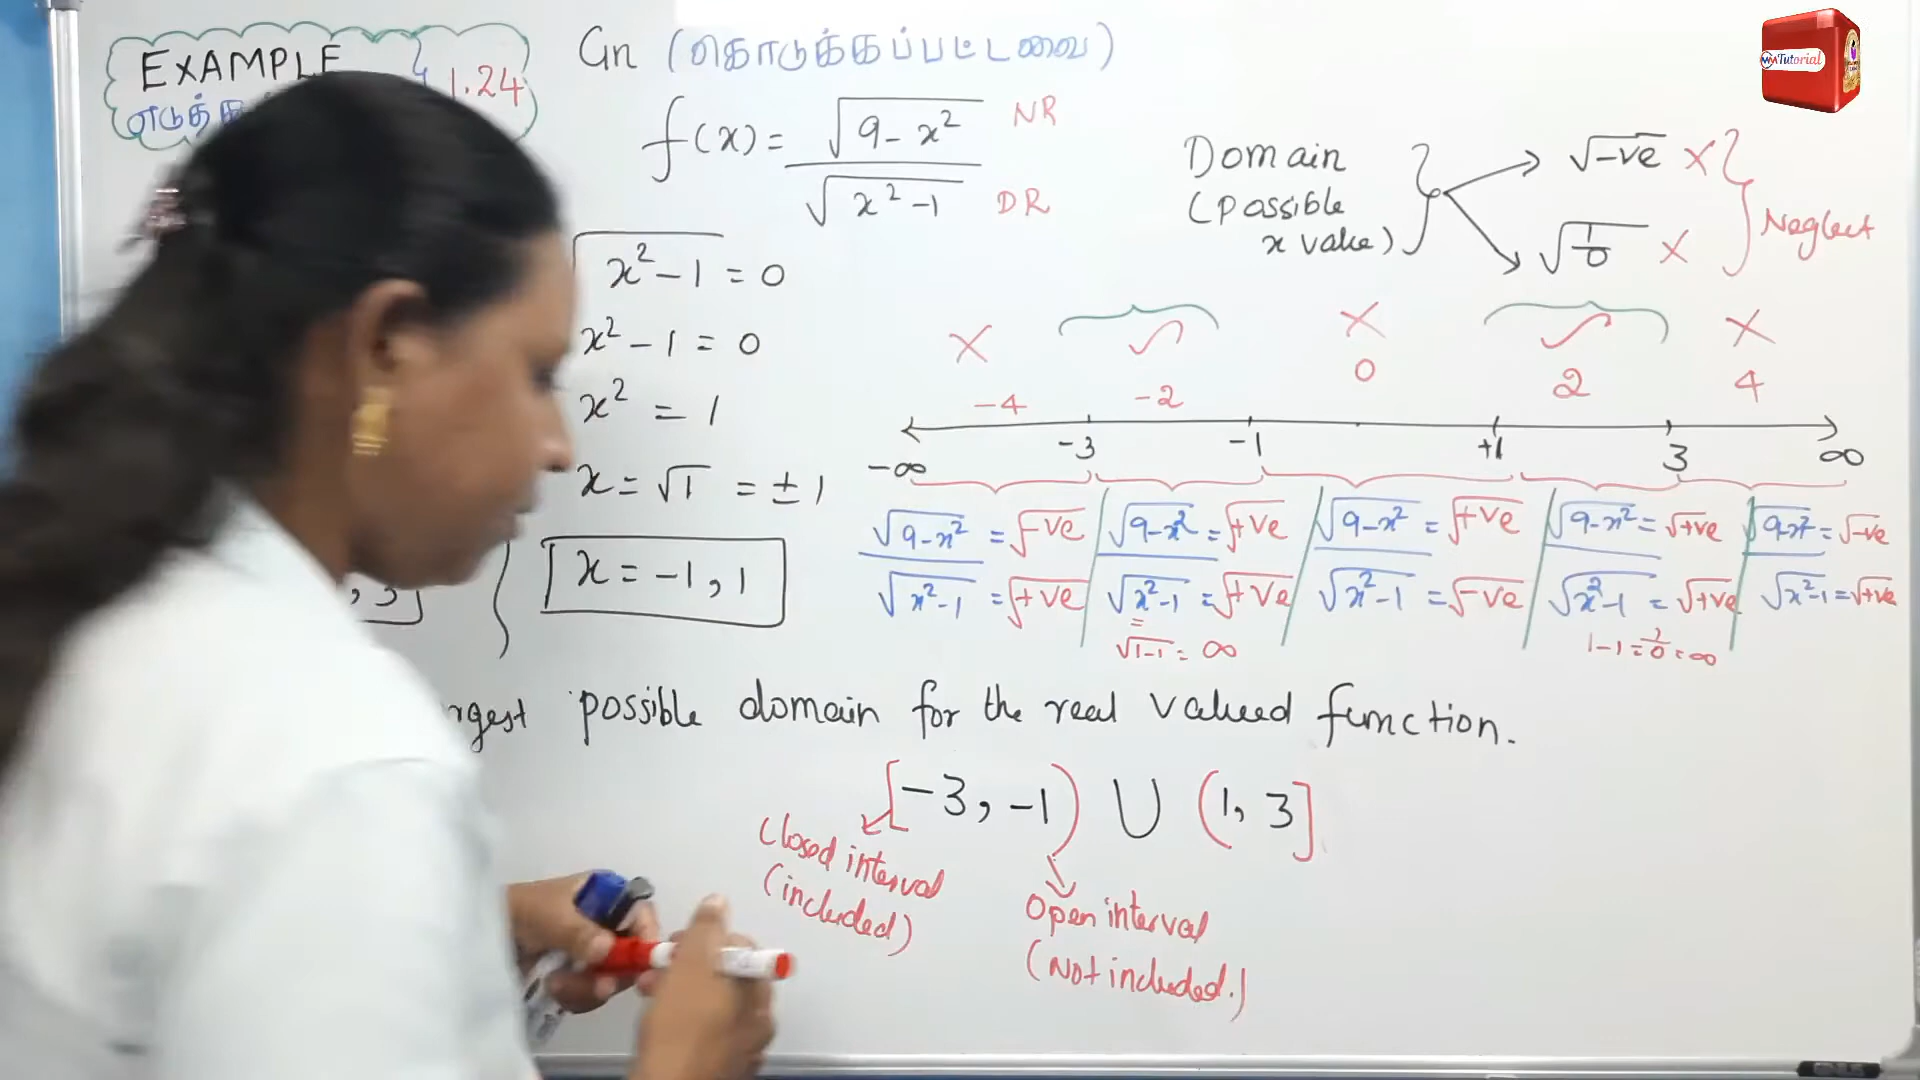 EXAMPLE
1.24
Gn (கொடுக்கப்பட்டவை)
f(x) = √(9-x²) / √(x²-1)
NR
DR
Domain
(possible
x value)
√-ve X
√(1/0) X
Neglect
√(x²-1) = 0
x²-1 = 0
x² = 1
x = √1 = ±1
x = -1, 1
, 3
X
X
X
-4 -2 0 2 4
-∞ -3 -1 +1 3 ∞
√(9-x²) = √-ve
√(x²-1) = √+ve
√(9-x²) = √+ve
√(x²-1) = √+ve
=
√(1-1) = ∞
√(9-x²) = √+ve
√(x²-1) = √-ve
√(9-x²) = √+ve
√(x²-1) = √+ve
1-1 = 1/0 = ∞
√(9-x²) = √-ve
√(x²-1) = √+ve
rgest possible domain for the real valued function.
[-3, -1) ∪ (1, 3]
Closed interval
(included)
Open interval
(Not included.)
Tutorial